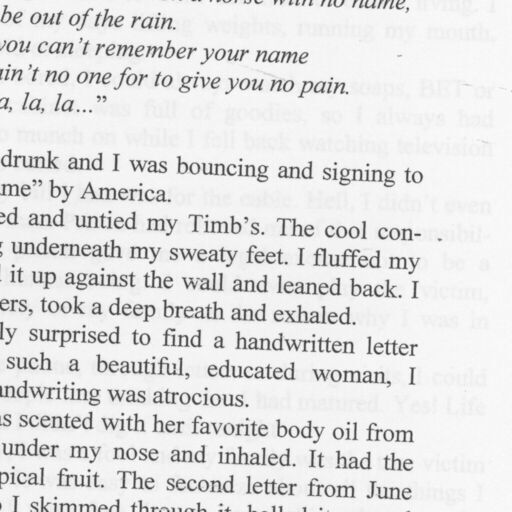 horse with no name,
be out of the rain.
you can't remember your name
ain't no one for to give you no pain.
a, la, la..."
drunk and I was bouncing and signing to
ame" by America.
ed and untied my Timb's. The cool con-
g underneath my sweaty feet. I fluffed my
it up against the wall and leaned back. I
ers, took a deep breath and exhaled.
ly surprised to find a handwritten letter
such a beautiful, educated woman, I
andwriting was atrocious.
as scented with her favorite body oil from
under my nose and inhaled. It had the
pical fruit. The second letter from June
I skimmed through it